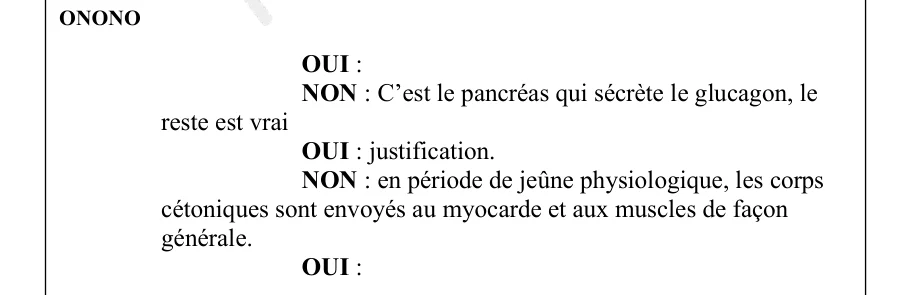 ONONO
OUI :
NON : C’est le pancréas qui sécrète le glucagon, le
reste est vrai
OUI : justification.
NON : en période de jeûne physiologique, les corps
cétoniques sont envoyés au myocarde et aux muscles de façon
générale.
OUI :